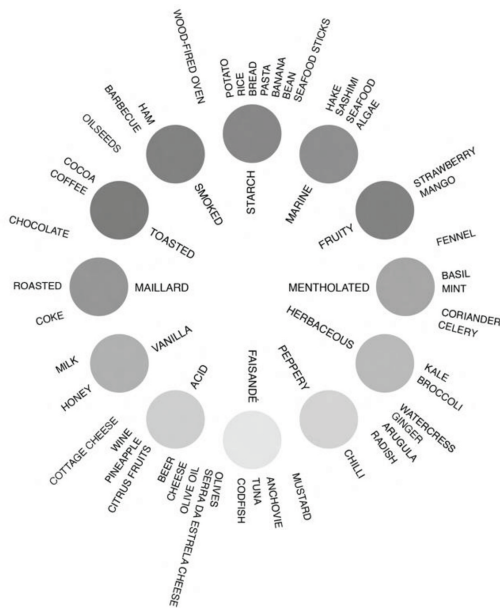 WOOD-FIRED OVEN
POTATO
RICE
BREAD
PASTA
BANANA
BEAN
SEAFOOD STICKS
STARCH
HAKE
SASHIMI
SEAFOOD
ALGAE
MARINE
STRAWBERRY
MANGO
FRUITY
FENNEL
BASIL
MINT
MENTHOLATED
CORIANDER
CELERY
HERBACEOUS
KALE
BROCCOLI
WATERCRESS
GINGER
ARUGULA
RADISH
PEPPERY
CHILLI
MUSTARD
FAISANDÉ
ANCHOVIE
TUNA
CODFISH
SERRA DA ESTRELA CHEESE
OLIVES
OLIVE OIL
CHEESE
BEER
ACID
CITRUS FRUITS
PINEAPPLE
WINE
COTTAGE CHEESE
VANILLA
HONEY
MILK
COKE
MAILLARD
ROASTED
CHOCOLATE
TOASTED
COFFEE
COCOA
OILSEEDS
SMOKED
BARBECUE
HAM